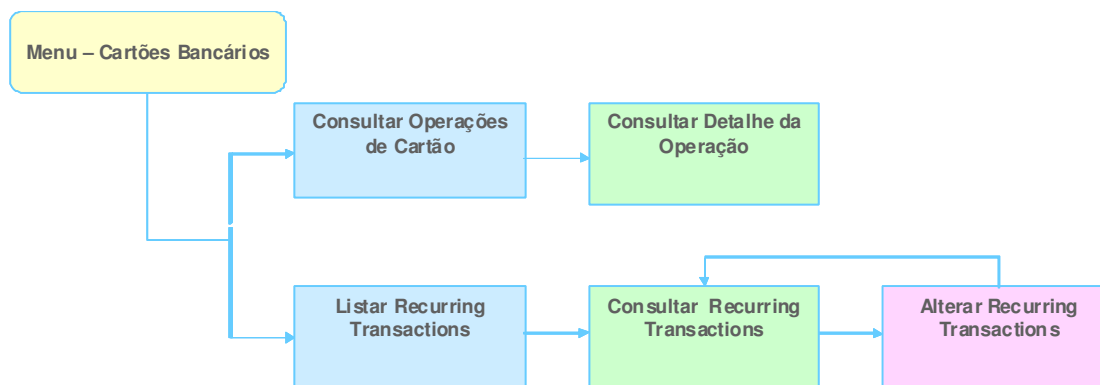 Menu – Cartões Bancários
Consultar Operações
de Cartão
Consultar Detalhe da
Operação
Listar Recurring
Transactions
Consultar Recurring
Transactions
Alterar Recurring
Transactions